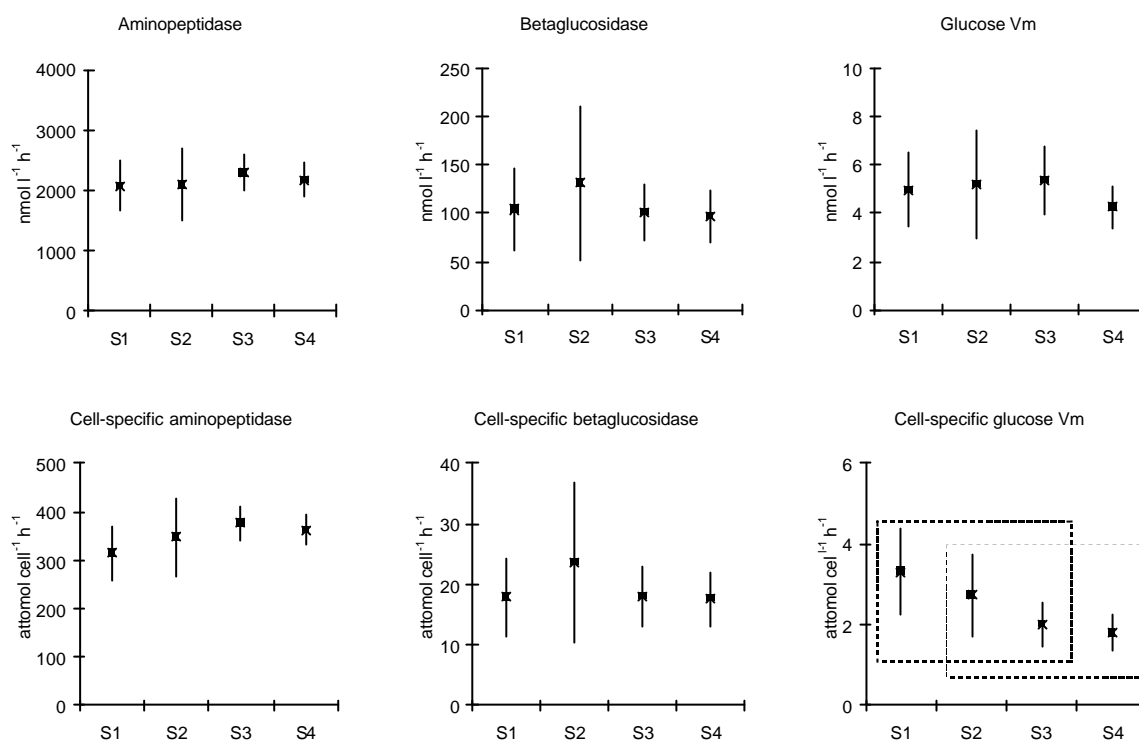 Aminopeptidase
4000
3000
2000
1000
0
nmol l⁻¹ h⁻¹
S1 S2 S3 S4
Betaglucosidase
250
200
150
100
50
0
nmol l⁻¹ h⁻¹
S1 S2 S3 S4
Glucose Vm
10
8
6
4
2
0
nmol l⁻¹ h⁻¹
S1 S2 S3 S4
Cell-specific aminopeptidase
500
400
300
200
100
0
attomol cell⁻¹ h⁻¹
S1 S2 S3 S4
Cell-specific betaglucosidase
40
30
20
10
0
attomol cell⁻¹ h⁻¹
S1 S2 S3 S4
Cell-specific glucose Vm
6
4
2
0
attomol cel^l-1 h⁻¹
S1 S2 S3 S4